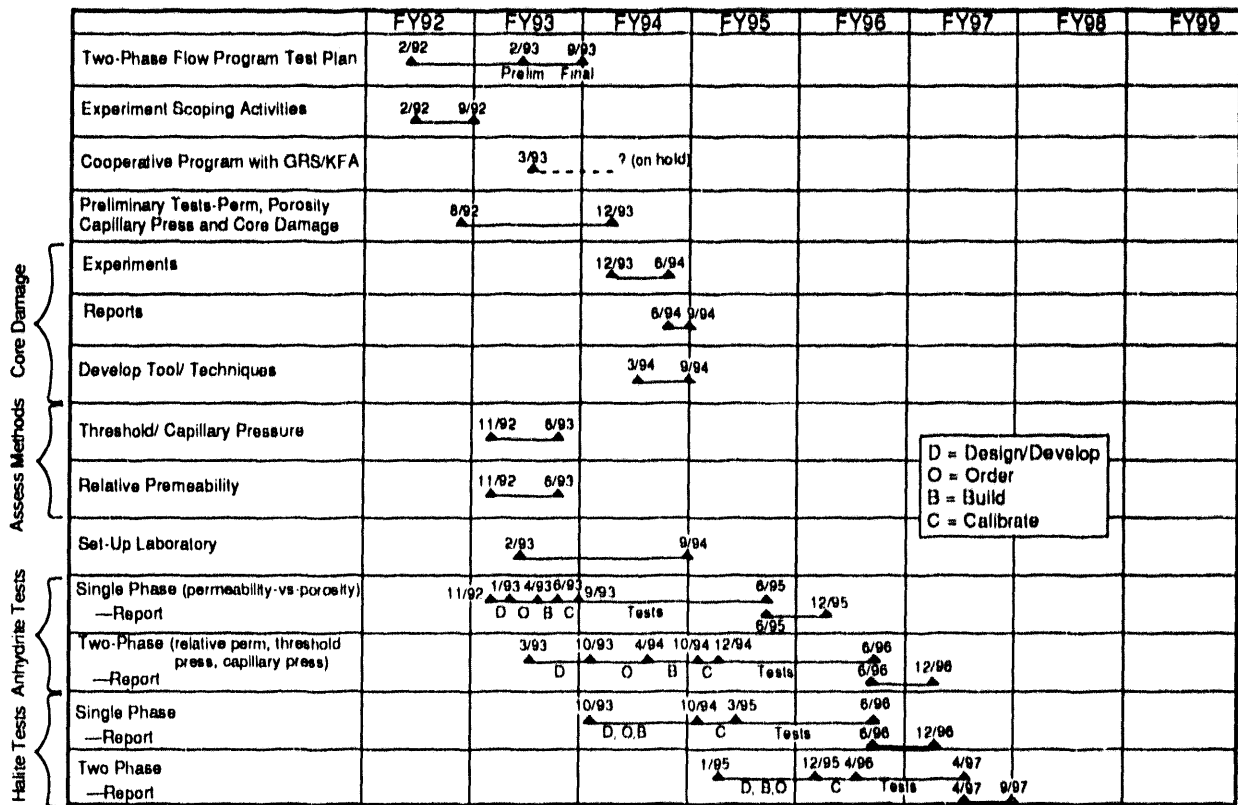 FY92 FY93 FY94 FY95 FY96 FY97 FY98 FY99
Two-Phase Flow Program Test Plan
2/92 2/93 9/93
Prelim Final
Experiment Scoping Activities
2/92 9/92
Cooperative Program with GRS/KFA
3/93 ? (on hold)
Preliminary Tests-Perm, Porosity
Capillary Press and Core Damage
8/92 12/93
Core Damage
Experiments
12/93 6/94
Reports
6/94 9/94
Develop Tool/ Techniques
3/94 9/94
Assess Methods
Threshold/ Capillary Pressure
11/92 6/93
Relative Premeability
11/92 6/93
D = Design/Develop
O = Order
B = Build
C = Calibrate
Set-Up Laboratory
2/93 9/94
Anhydrite Tests
Single Phase (permeability-vs-porosity)
11/92 1/93 4/93 6/93 9/93 6/95
D O B C Tests
—Report
12/95
6/95
Two-Phase (relative perm, threshold
press, capillary press)
3/93 10/93 4/94 10/94 12/94 6/96
D O B C Tests
—Report
6/96 12/96
Halite Tests
Single Phase
10/93 10/94 3/95 6/96
D, O,B C Tests
—Report
6/96 12/96
Two Phase
1/95 12/95 4/96 4/97
D, B,O C Tests
—Report
4/97 9/97